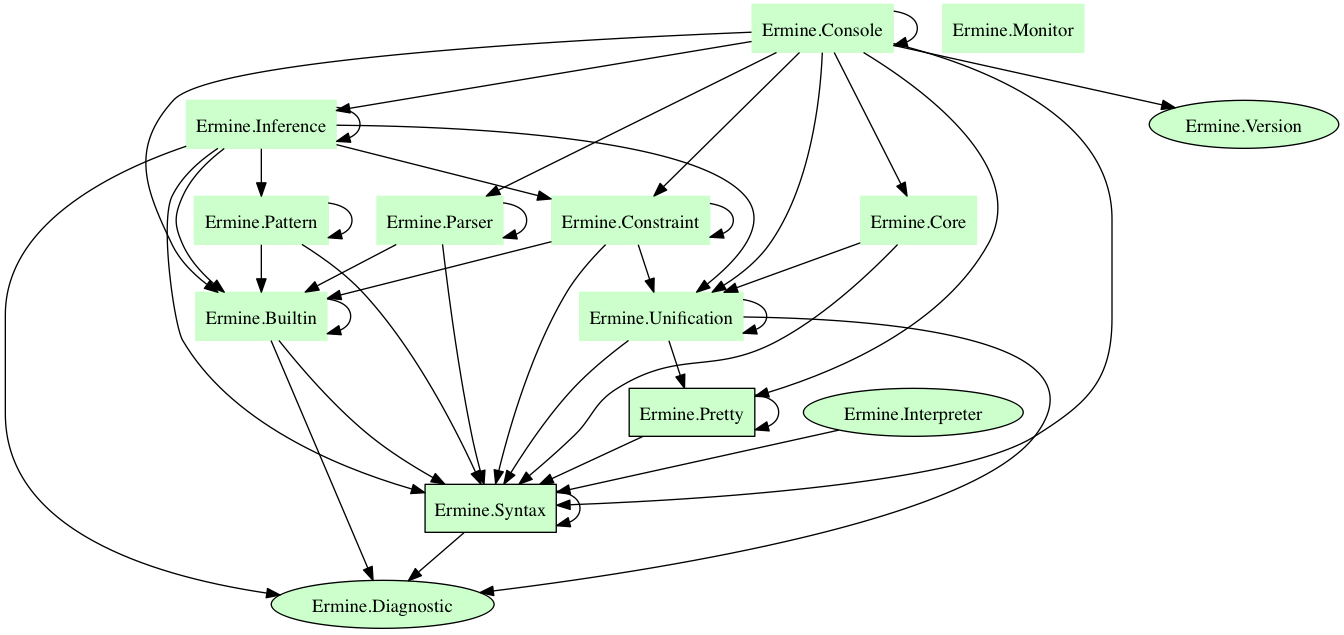 Ermine.Console
Ermine.Monitor
Ermine.Inference
Ermine.Version
Ermine.Pattern
Ermine.Parser
Ermine.Constraint
Ermine.Core
Ermine.Builtin
Ermine.Unification
Ermine.Pretty
Ermine.Interpreter
Ermine.Syntax
Ermine.Diagnostic